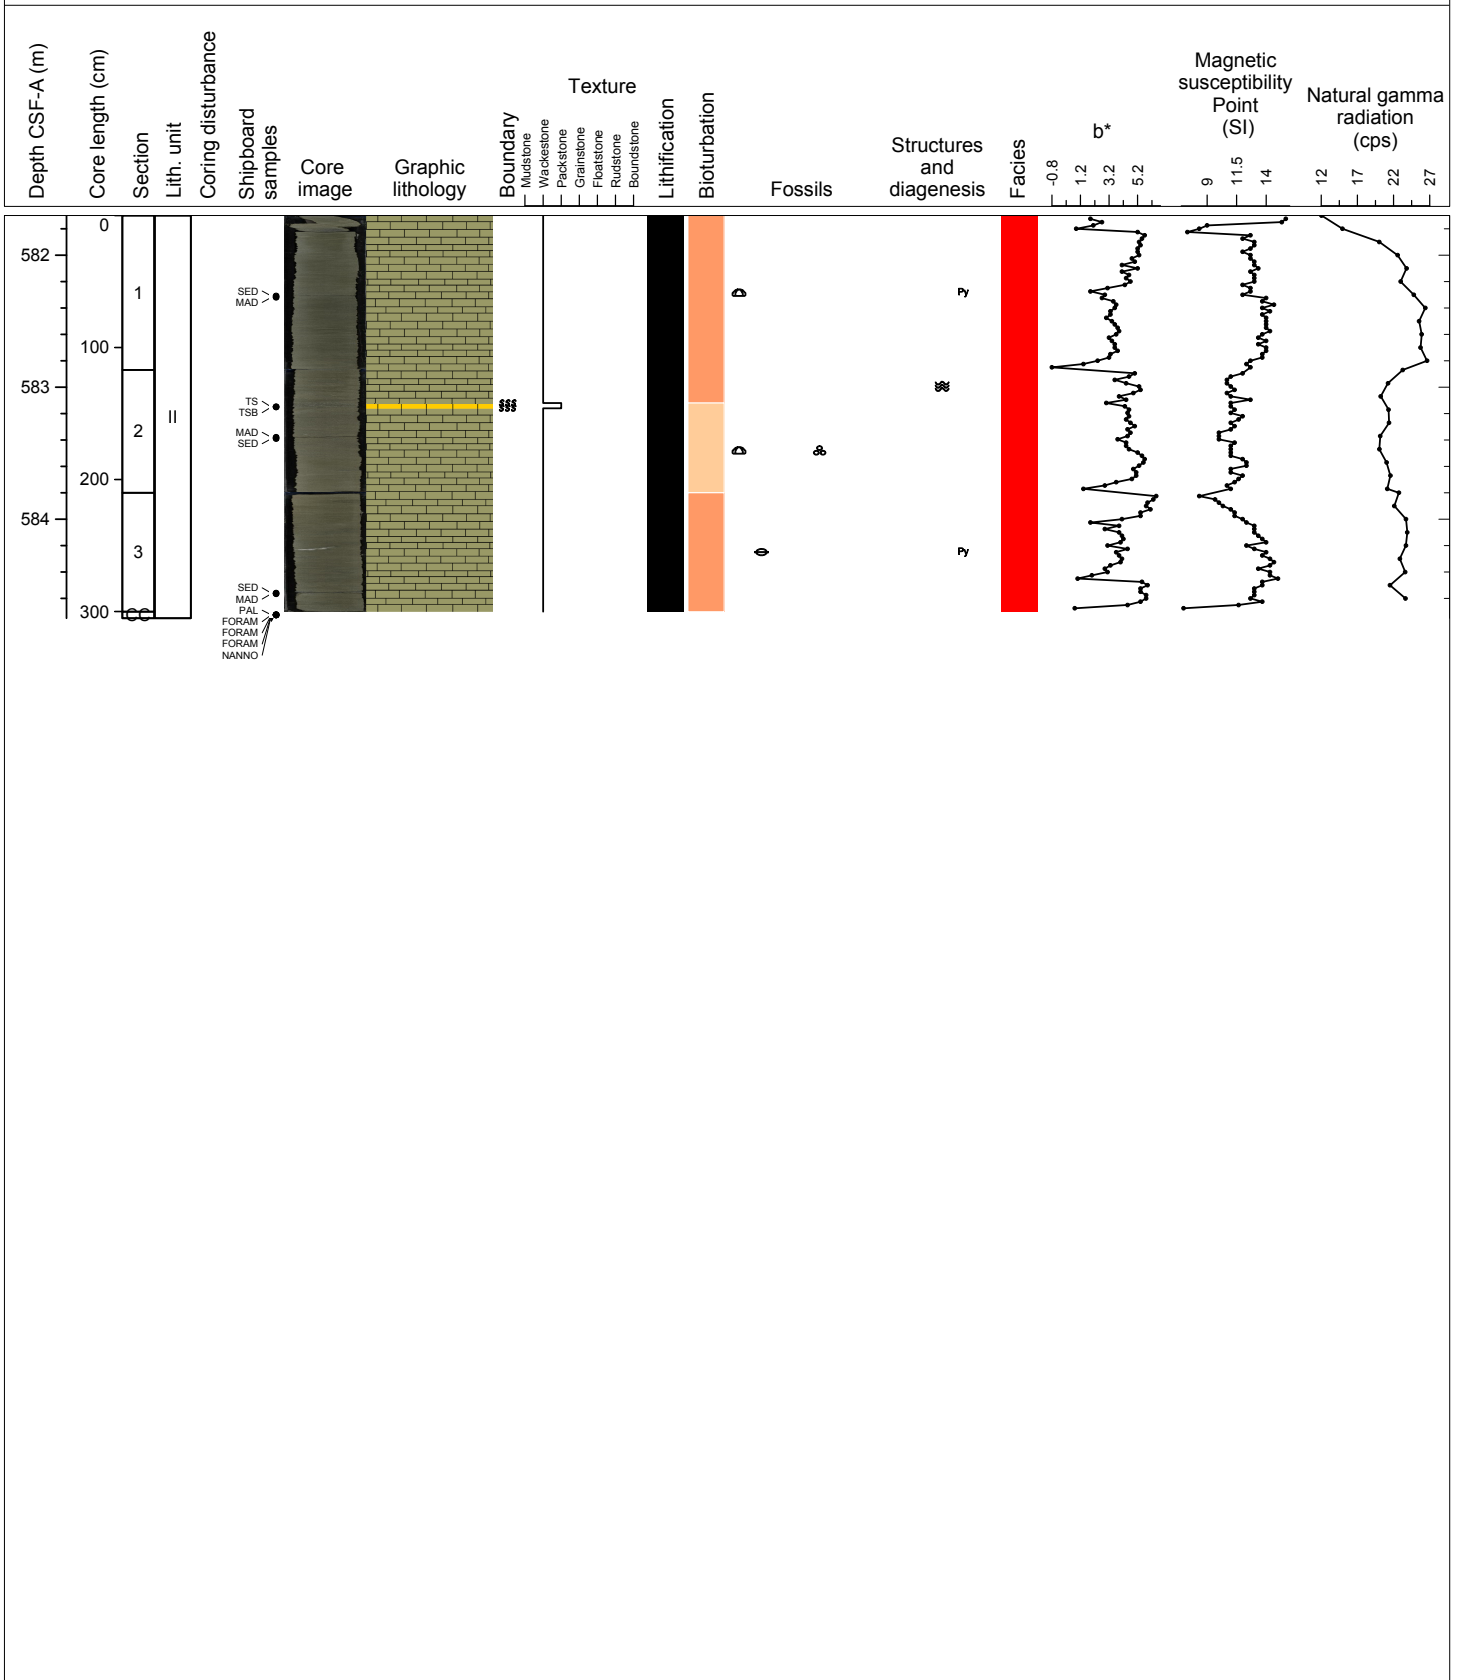 Depth CSF-A (m)
Core length (cm)
Section
Lith. unit
Coring disturbance
Shipboard
samples
Core
image
Graphic
lithology
Boundary
Texture
Mudstone
Wackestone
Packstone
Grainstone
Floatstone
Rudstone
Boundstone
Lithification
Bioturbation
Fossils
Structures
and
diagenesis
Facies
b*
-0.8
1.2
3.2
5.2
Magnetic
susceptibility
Point
(SI)
9
11.5
14
Natural gamma
radiation
(cps)
12
17
22
27
582
583
584
0
100
200
300
1
2
3
CC
II
SED
MAD
TS
TSB
MAD
SED
SED
MAD
PAL
FORAM
FORAM
FORAM
NANNO
Py
Py